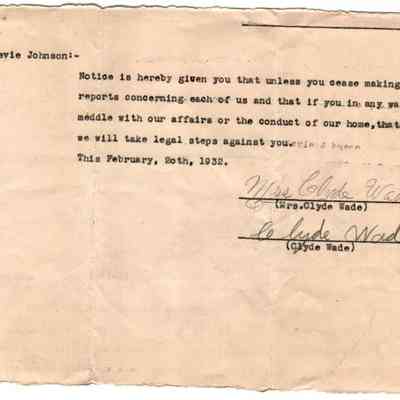 evie Johnson:-
Notice is hereby given you that unless you cease making
reports concerning each of us and that if you in any wa
meddle with our affairs or the conduct of our home, that
we will take legal steps against you.
This February, 20th, 1932.
Mrs Clyde Wad
(Mrs.Clyde Wade)
Clyde Wad
(Clyde Wade)